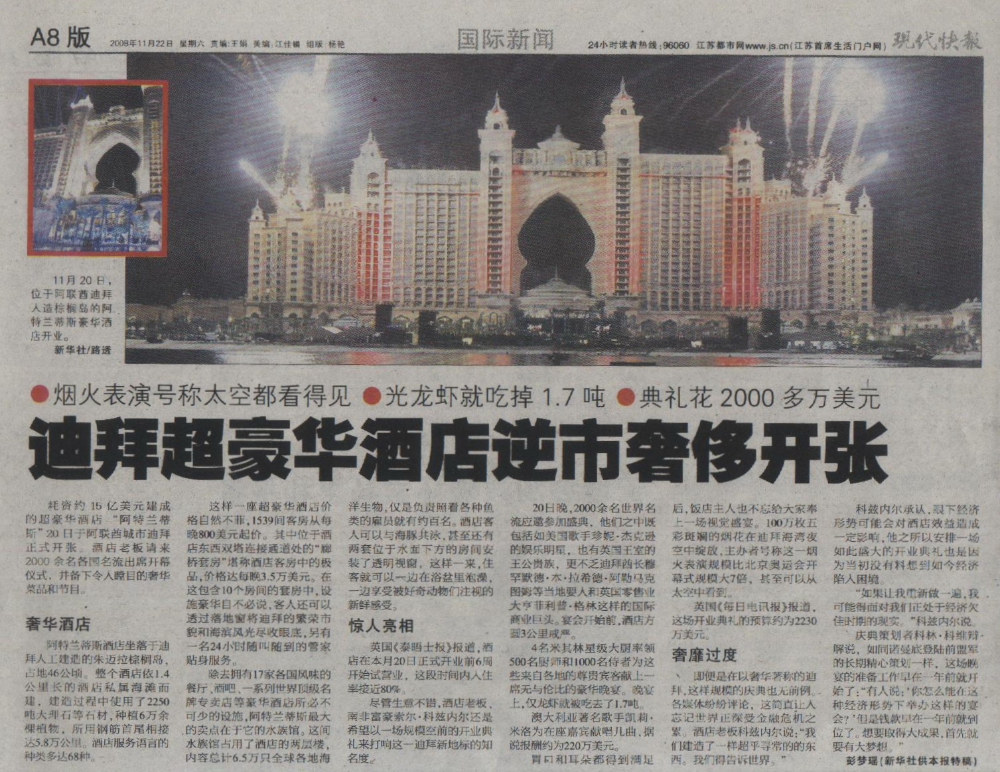 A8 版
2008年11月22日 星期六 责编:王娟 美编:江佳镅 组版 杨艳
国际新闻
24小时读者热线:96060 江苏都市网www.js.cn(江苏首席生活门户网)
现代快报
11月20日，
位于阿联酋迪拜
人造棕榈岛的阿
特兰蒂斯豪华酒
店开业。
新华社/路透
●烟火表演号称太空都看得见 ●光龙虾就吃掉 1.7 吨 ●典礼花 2000 多万美元
迪拜超豪华酒店逆市奢侈开张
耗资约 15 亿美元建成
的超豪华酒店 “阿特兰蒂
斯”20 日于阿联酋城市迪拜
正式开张。酒店老板请来
2000 余名各国名流出席开幕
仪式，并备下令人瞠目的奢华
菜品和节目。
奢华酒店
阿特兰蒂斯酒店坐落于迪
拜人工建造的朱迈拉棕榈岛，
占地46公顷。整个酒店依1.4
公里长的酒店私属海滩而
建，建造过程中使用了2250
吨大理石等石材，种植6万余
棵植物，所用钢筋首尾相接
达5.8万公里。酒店服务语言的
种类多达68种。
这样一座超豪华酒店价
格自然不菲，1539间客房从每
晚800美元起价。其中位于酒
店东西双塔连接通道处的“廊
桥套房”堪称酒店客房中的极
品，价格达每晚3.5万美元。在
这包含10个房间的套房中，设
施豪华自不必说，客人还可以
透过落地窗将迪拜的繁荣市
貌和海滨风光尽收眼底，另有
一名24小时随叫随到的管家
贴身服务。
除去拥有17家各国风味的
餐厅、酒吧、一系列世界顶级名
牌专卖店等豪华酒店所必不
可少的设施，阿特兰蒂斯最大
的卖点在于它的水族馆。这间
水族馆占用了酒店的两层楼，
内容总计6.5万只全球各地海
洋生物，仅是负责照看各种鱼
类的雇员就有约百名。酒店客
人可以与海豚共泳，甚至还有
两套位于水面下方的房间安
装了透明视窗，这样一来，住
客就可以一边在浴盆里泡澡，
一边享受被好奇动物们注视的
新鲜感受。
惊人亮相
英国《泰晤士报》报道，酒
店在本月20日正式开业前6周
开始试营业，这段时间内入住
率接近80%。
尽管生意不错，酒店老板、
南非富豪索尔·科兹内尔还是
希望以一场规模空前的开业典
礼来打响这一迪拜新地标的知
名度。
20日晚，2000余名世界名
流应邀参加盛典，他们之中既
包括如美国歌手珍妮·杰克逊
的娱乐明星，也有英国王室的
王公贵族，更不乏迪拜酋长穆
罕默德·本·拉希德·阿勒马克
图姆等当地要人和英国零售业
大亨菲利普·格林这样的国际
商业巨头。宴会开始前，酒店方
圆3公里戒严。
4名米其林星级大厨率领
500名厨师和1000名侍者为这
些来自各地的尊贵宾客献上一
席无与伦比的豪华晚宴。晚宴
上，仅龙虾就被吃去了1.7吨。
澳大利亚著名歌手凯莉·
米洛为在座嘉宾献唱几曲，据
说报酬约为220万美元。
胃口和耳朵都得到满足
后，饭店主人也不忘给大家奉
上一场视觉盛宴。100万枚五
彩斑斓的烟花在迪拜海湾夜
空中绽放，主办者号称这一烟
火表演规模比北京奥运会开
幕式规模大7倍，甚至可以从
太空中看到。
英国《每日电讯报》报道，
这场开业典礼的预算约为2230
万美元。
奢靡过度
即便是在以奢华著称的迪
拜，这样规模的庆典也无前例。
各媒体纷纷评论，这简直让人
忘记世界正深受金融危机之
累。酒店老板科兹内尔说：“我
们建造了一样超乎寻常的的东
西。我们得告诉世界。”
科兹内尔承认，眼下经济
形势可能会对酒店效益造成
一定影响，他之所以安排一场
如此盛大的开业典礼也是因
为当初没有料想到如今经济
陷入困境。
“如果让我重新做一遍，我
可能得面对我们正处于经济欠
佳时期的现实。”科兹内尔说。
庆典策划者科林·科维辩
解说，如同诺曼底登陆前盟军
的长期精心策划一样，这场晚
宴的准备工作早在一年前就开
始了：“有人说：‘你怎么能在这
种经济形势下举办这样的宴
会？’但是钱款早在一年前就到
位了。想要取得大成果，首先就
要有大梦想。”
彭梦瑶(新华社供本报特稿)